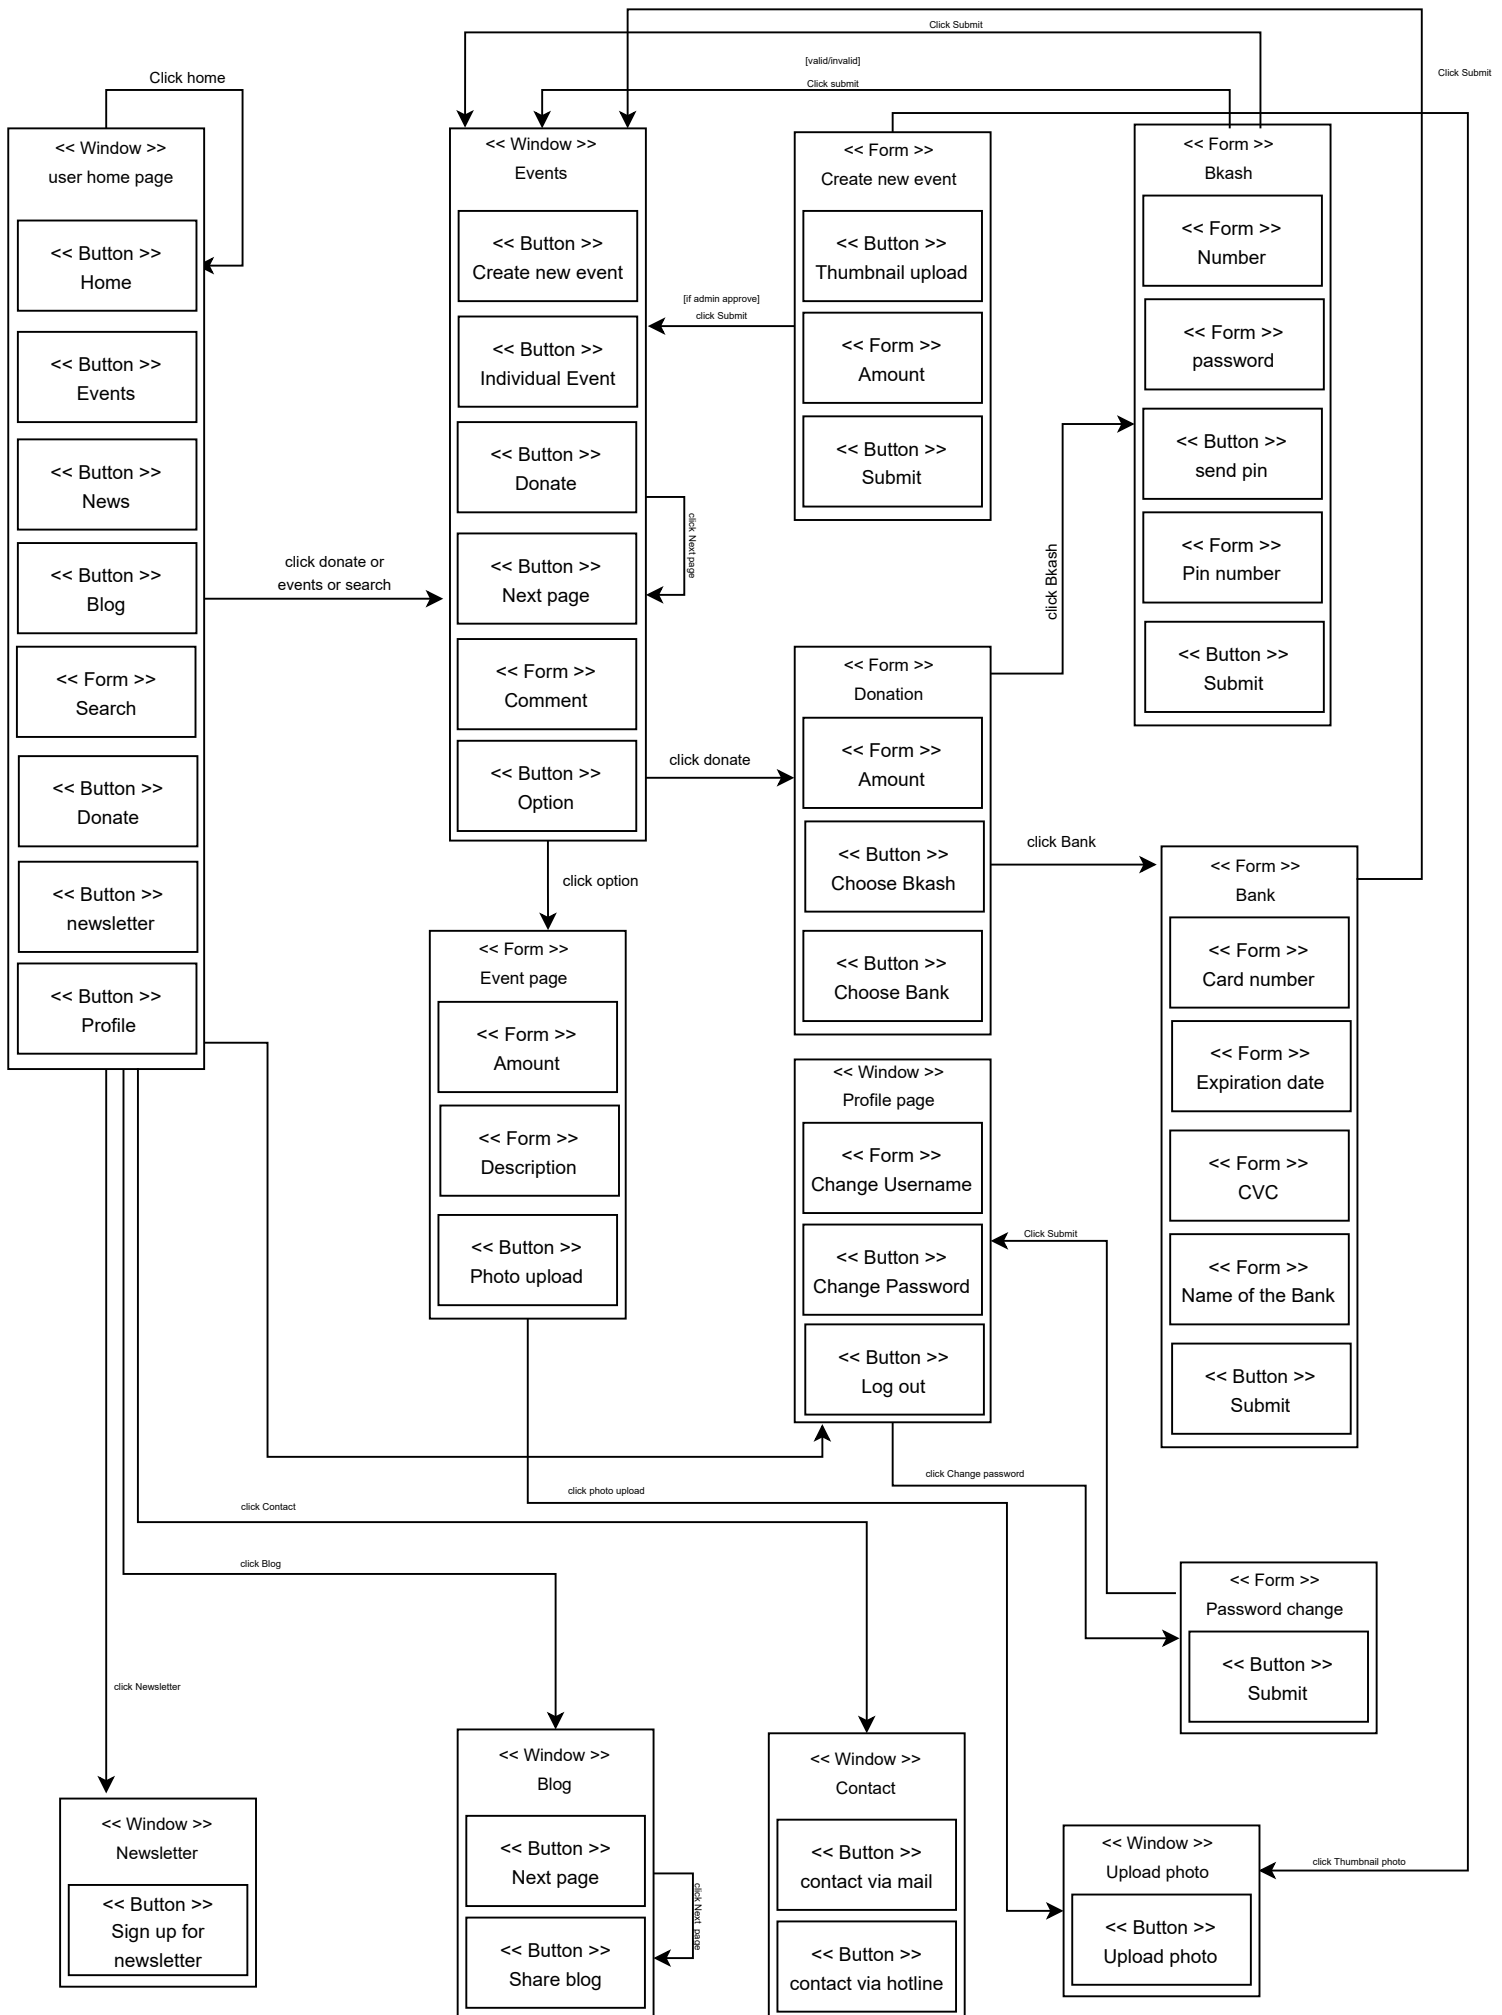 Click Submit
[valid/invalid]
Click submit
Click Submit
Click home
<< Window >>
user home page
<< Button >>
Home
<< Button >>
Events
<< Button >>
News
<< Button >>
Blog
<< Form >>
Search
<< Button >>
Donate
<< Button >>
newsletter
<< Button >>
Profile
click donate or
events or search
<< Window >>
Events
<< Button >>
Create new event
<< Button >>
Individual Event
<< Button >>
Donate
<< Button >>
Next page
<< Form >>
Comment
<< Button >>
Option
click Next page
[if admin approve]
click Submit
<< Form >>
Create new event
<< Button >>
Thumbnail upload
<< Form >>
Amount
<< Button >>
Submit
<< Form >>
Bkash
<< Form >>
Number
<< Form >>
password
<< Button >>
send pin
<< Form >>
Pin number
<< Button >>
Submit
click Bkash
click donate
<< Form >>
Donation
<< Form >>
Amount
<< Button >>
Choose Bkash
<< Button >>
Choose Bank
click Bank
<< Form >>
Bank
<< Form >>
Card number
<< Form >>
Expiration date
<< Form >>
CVC
<< Form >>
Name of the Bank
<< Button >>
Submit
click option
<< Form >>
Event page
<< Form >>
Amount
<< Form >>
Description
<< Button >>
Photo upload
<< Window >>
Profile page
<< Form >>
Change Username
<< Button >>
Change Password
<< Button >>
Log out
Click Submit
click Change password
click photo upload
click Contact
click Blog
click Newsletter
<< Form >>
Password change
<< Button >>
Submit
<< Window >>
Newsletter
<< Button >>
Sign up for
newsletter
<< Window >>
Blog
<< Button >>
Next page
<< Button >>
Share blog
click Next page
<< Window >>
Contact
<< Button >>
contact via mail
<< Button >>
contact via hotline
<< Window >>
Upload photo
<< Button >>
Upload photo
click Thumbnail photo